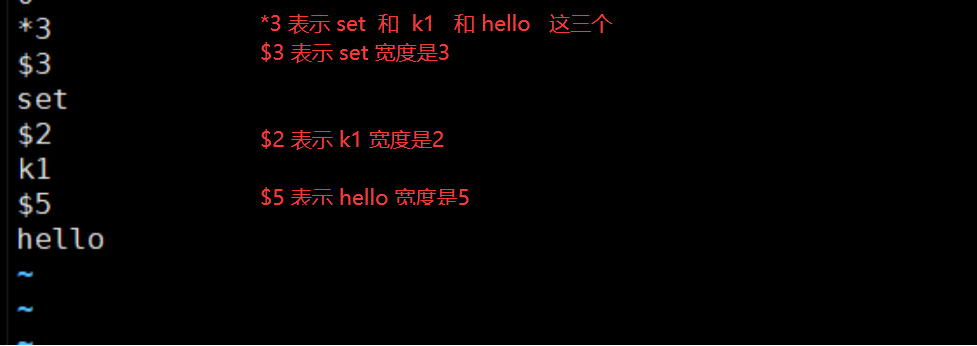 *3 *3 表示 set 和 k1 和 hello 这三个
$3 $3 表示 set 宽度是3
set
$2 $2 表示 k1 宽度是2
k1
$5 $5 表示 hello 宽度是5
hello
~
~
~